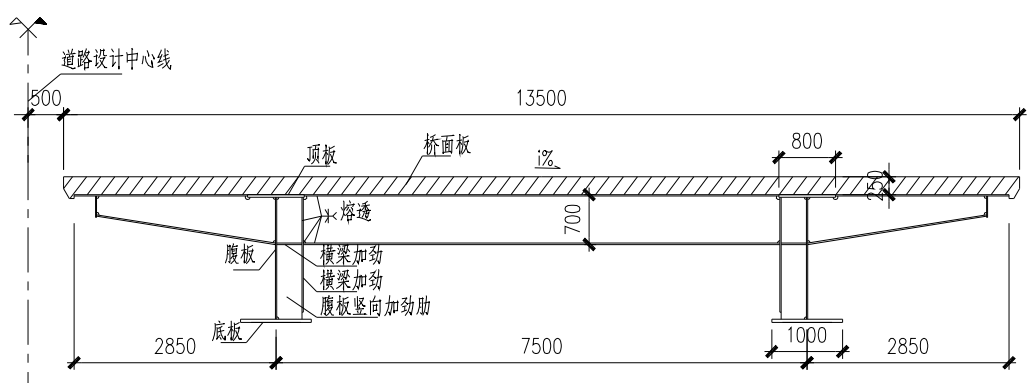 道路设计中心线
500
13500
桥面板
i%
800
顶板
250
熔透
700
腹板
横梁加劲
横梁加劲
腹板竖向加劲肋
底板
1000
2850
7500
2850